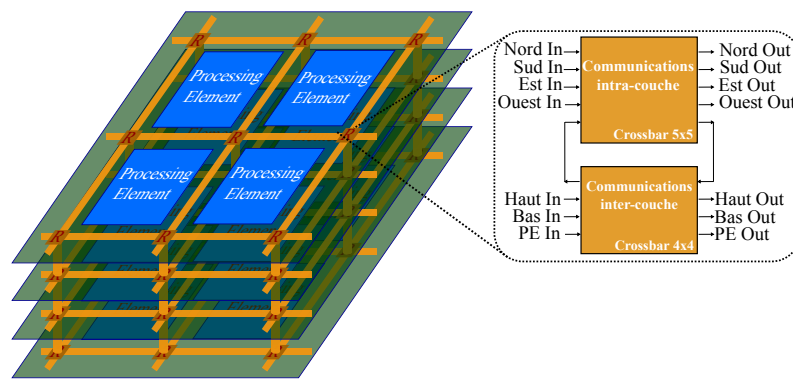 R R R
Processing Element
Processing Element
R R R
Processing Element
Processing Element
R R R
Nord In
Sud In
Est In
Ouest In
Communications
intra-couche
Crossbar 5x5
Nord Out
Sud Out
Est Out
Ouest Out
Haut In
Bas In
PE In
Communications
inter-couche
Crossbar 4x4
Haut Out
Bas Out
PE Out